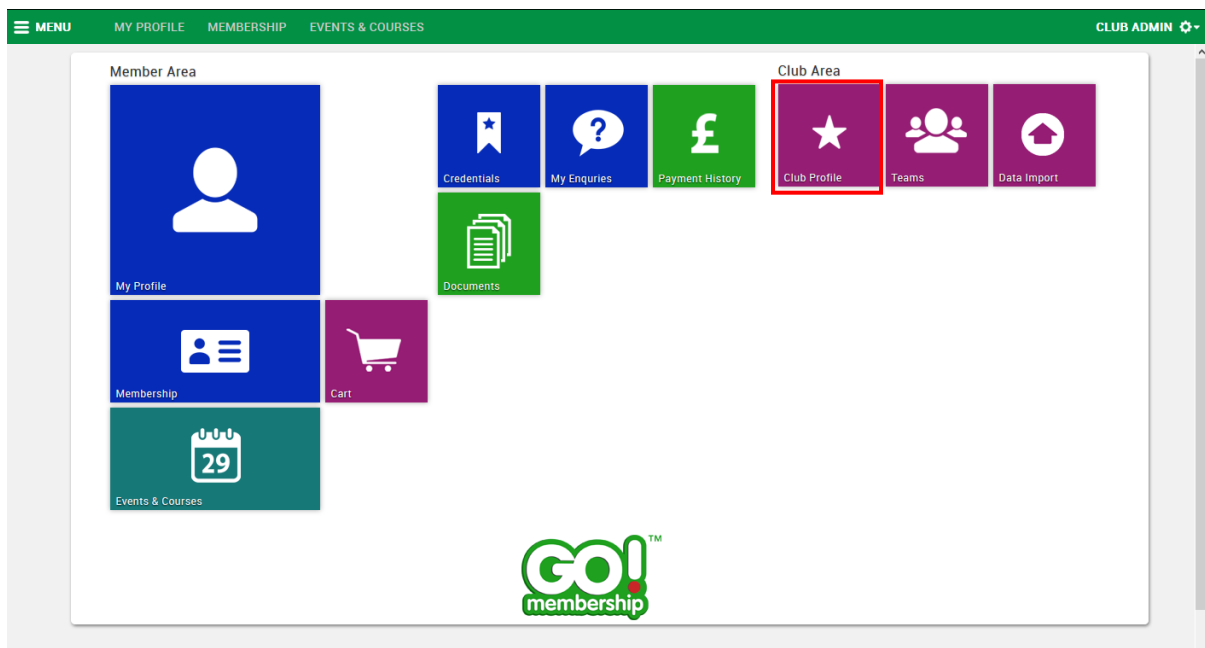 MENU MY PROFILE MEMBERSHIP EVENTS & COURSES CLUB ADMIN
Member Area
Club Area
?
£
Credentials
My Enquries
Payment History
Club Profile
Teams
Data Import
My Profile
Documents
Membership
Cart
29
Events & Courses
GO!™
membership